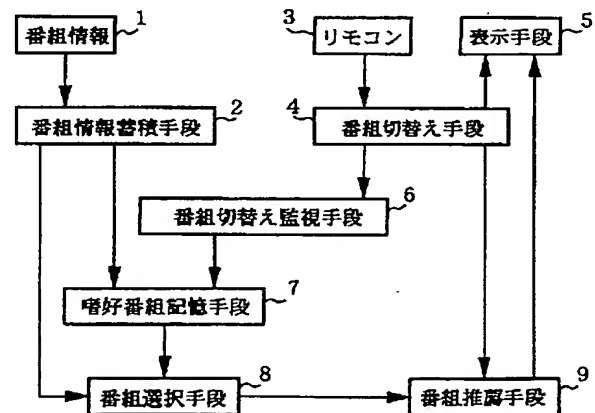 番組情報 1
リモコン 3
表示手段 5
番組情報蓄積手段 2
番組切替え手段 4
番組切替え監視手段 6
嗜好番組記憶手段 7
番組選択手段 8
番組推薦手段 9